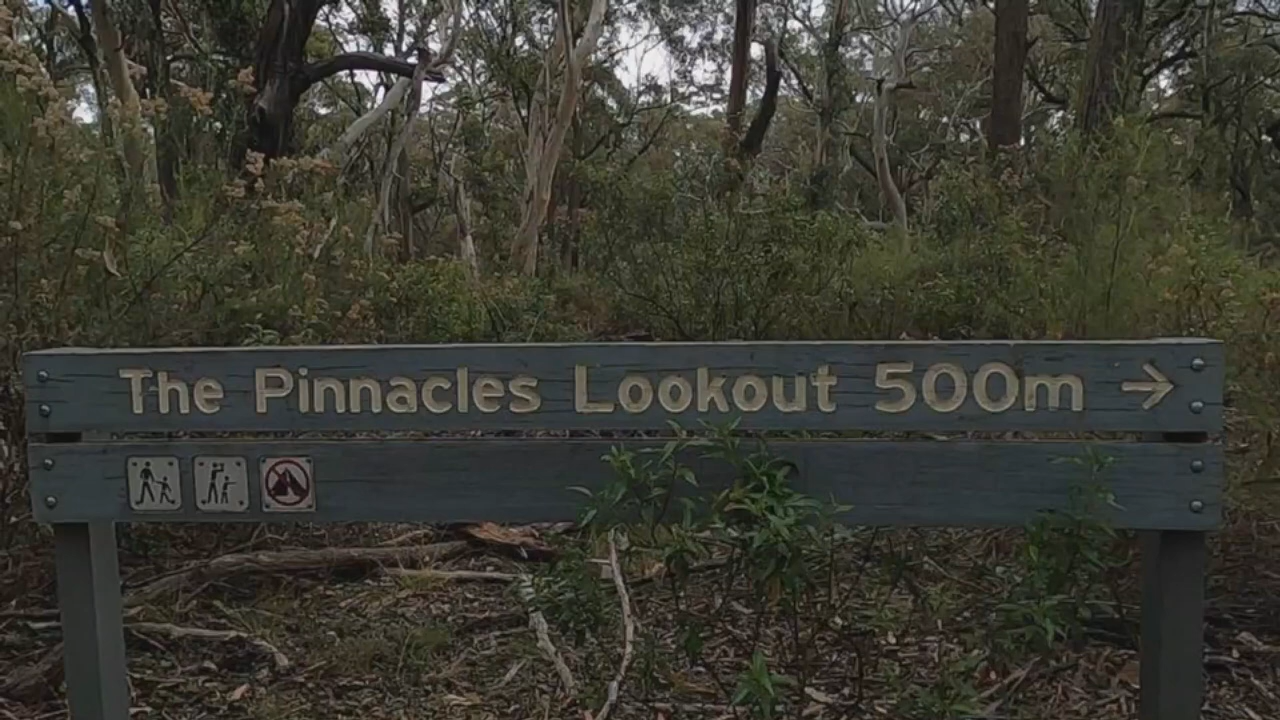 The Pinnacles Lookout 500m →